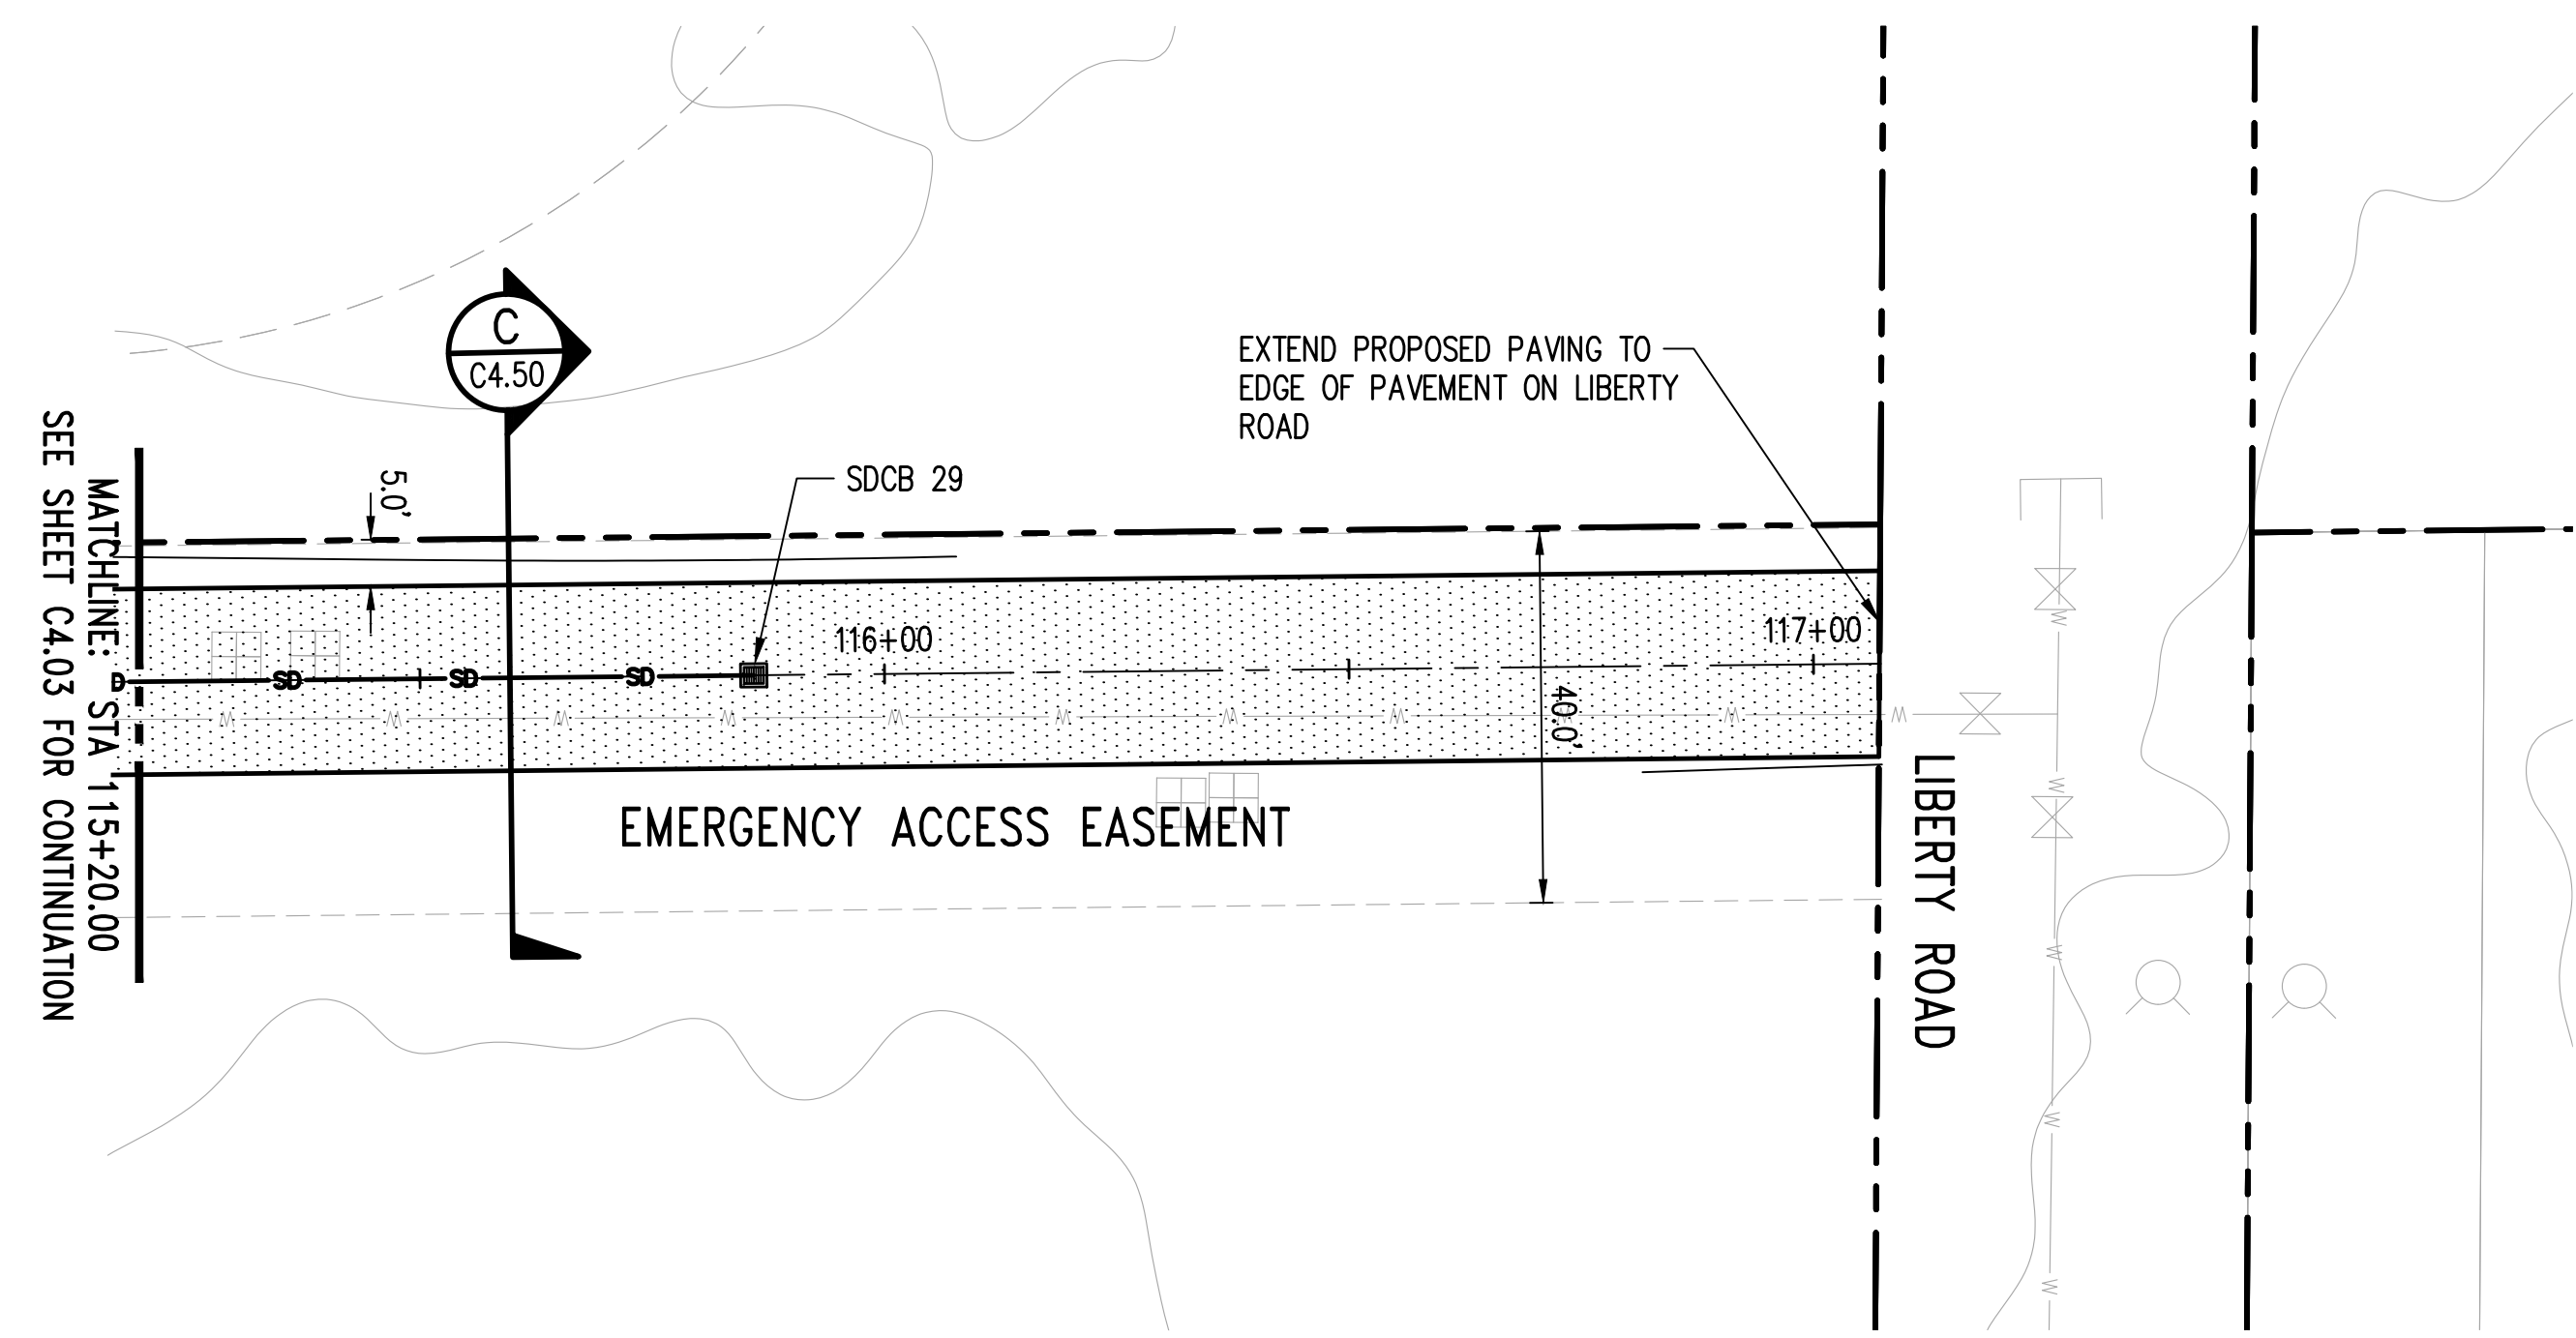 C
C4.50
EXTEND PROPOSED PAVING TO
EDGE OF PAVEMENT ON LIBERTY
ROAD
SDCB 29
5.0'
MATCHLINE: STA 115+20.00
SEE SHEET C4.03 FOR CONTINUATION
116+00
117+00
D SD SD SD
W W W W W W W W W W W
40.0'
EMERGENCY ACCESS EASEMENT
LIBERTY ROAD
W
W
W
W
W